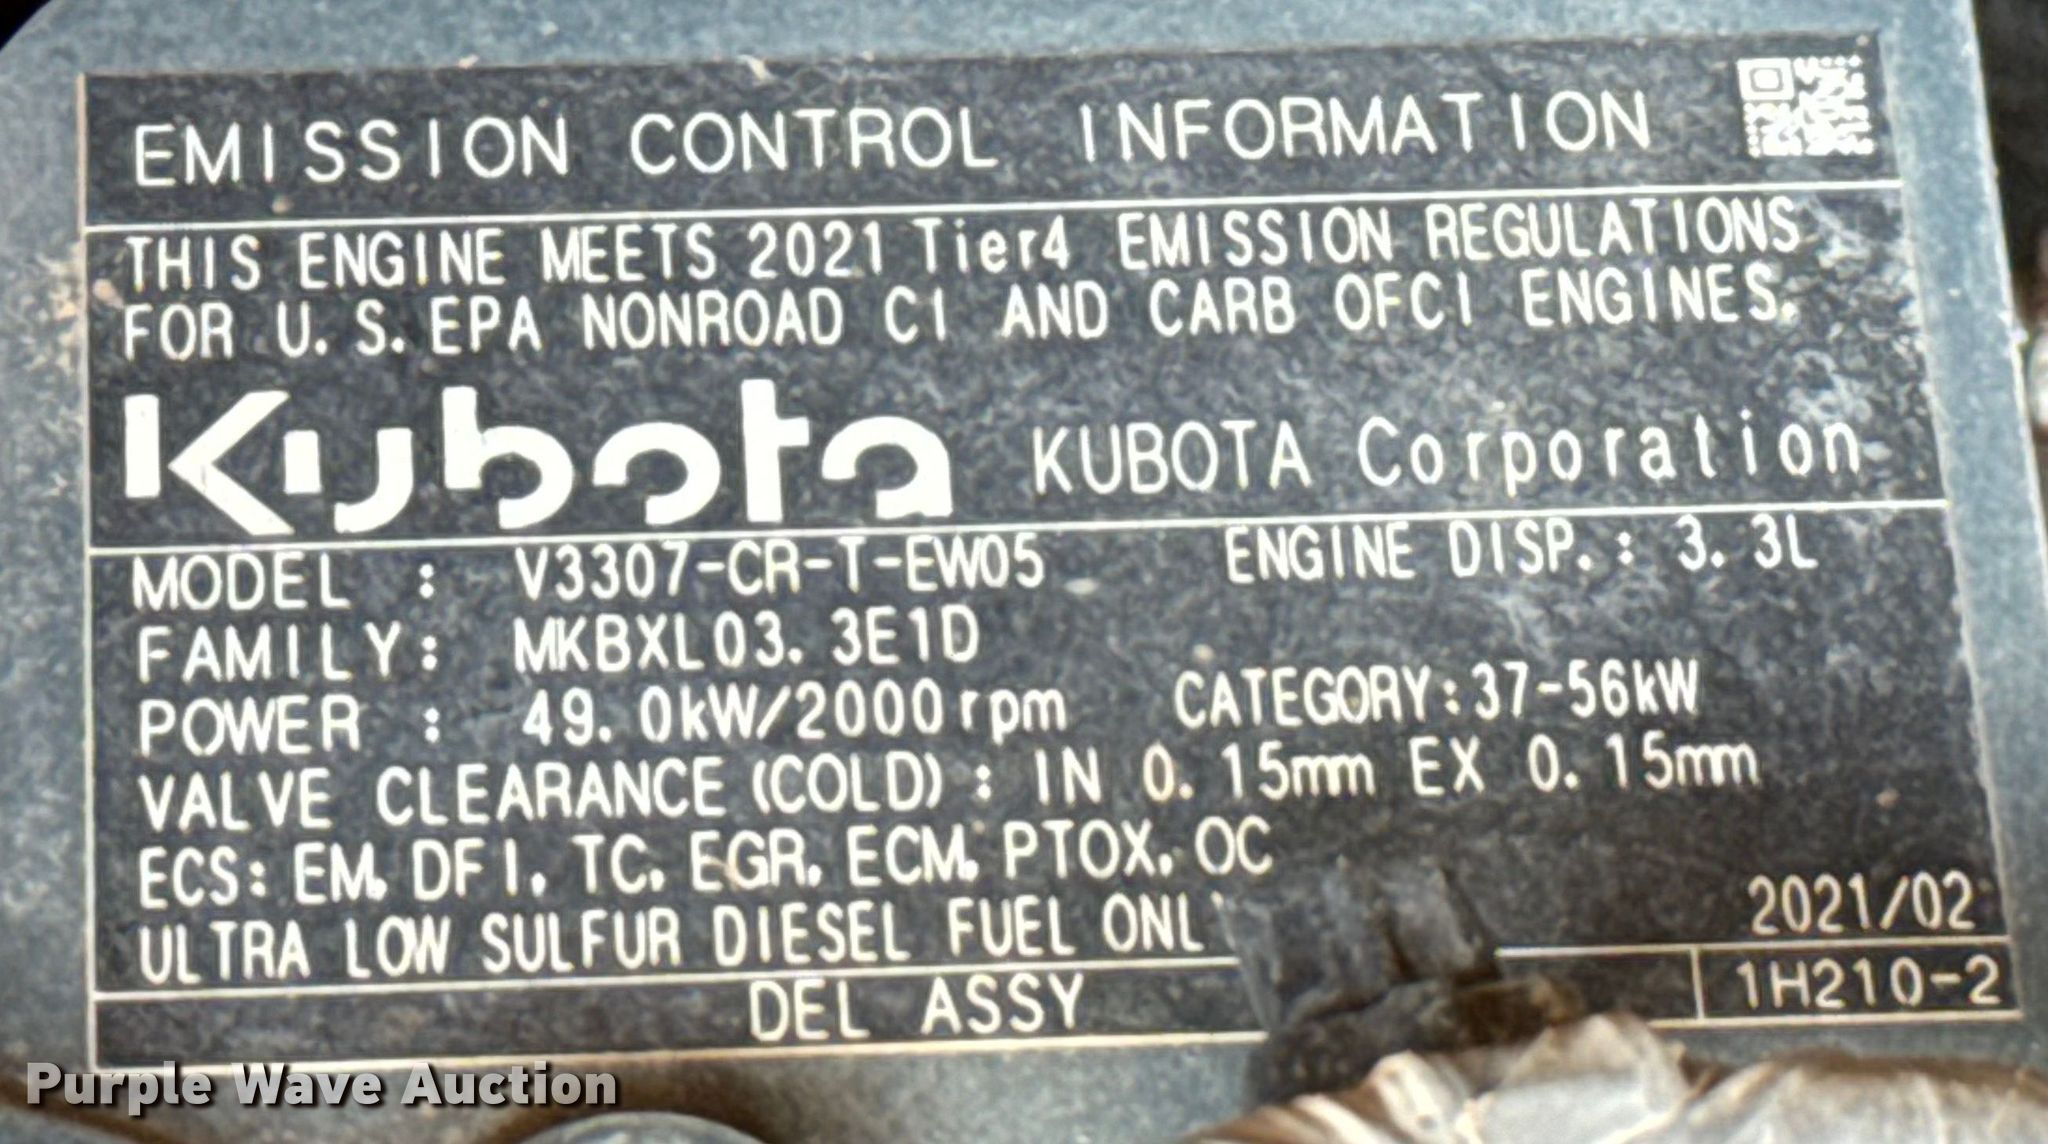 EMISSION CONTROL INFORMATION
THIS ENGINE MEETS 2021 Tier4 EMISSION REGULATIONS
FOR U.S.EPA NONROAD CI AND CARB OFCI ENGINES.
Kubota KUBOTA Corporation
MODEL : V3307-CR-T-EW05 ENGINE DISP.: 3.3L
FAMILY: MKBXL03.3E1D
POWER : 49.0kW/2000rpm CATEGORY:37-56kW
VALVE CLEARANCE(COLD): IN 0.15mm EX 0.15mm
ECS: EM, DFI, TC, EGR, ECM, PTOX, OC
ULTRA LOW SULFUR DIESEL FUEL ONL
2021/02
DEL ASSY 1H210-2
Purple Wave Auction